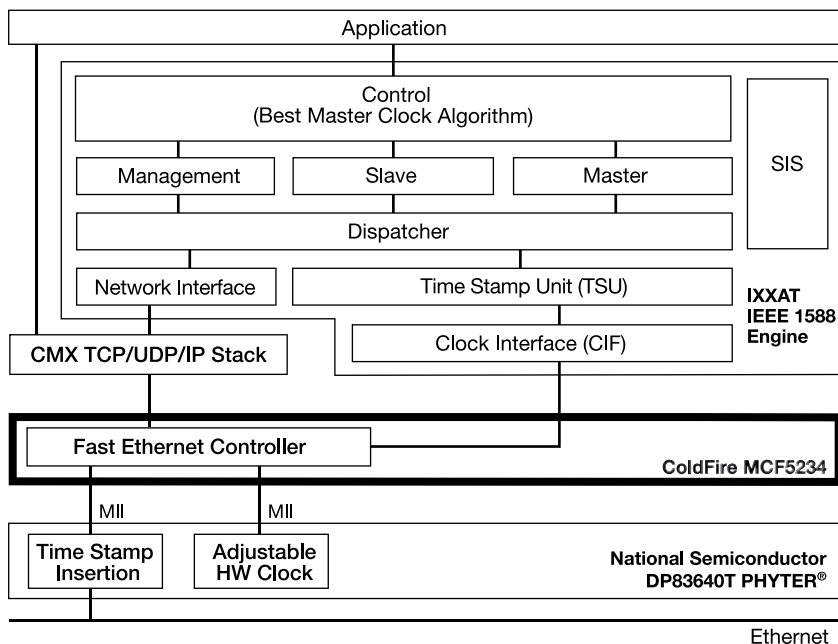 Application
Control
(Best Master Clock Algorithm)
SIS
Management
Slave
Master
Dispatcher
Network Interface
Time Stamp Unit (TSU)
IXXAT
IEEE 1588
Engine
CMX TCP/UDP/IP Stack
Clock Interface (CIF)
Fast Ethernet Controller
ColdFire MCF5234
MII
MII
Time Stamp
Insertion
Adjustable
HW Clock
National Semiconductor
DP83640T PHYTER®
Ethernet